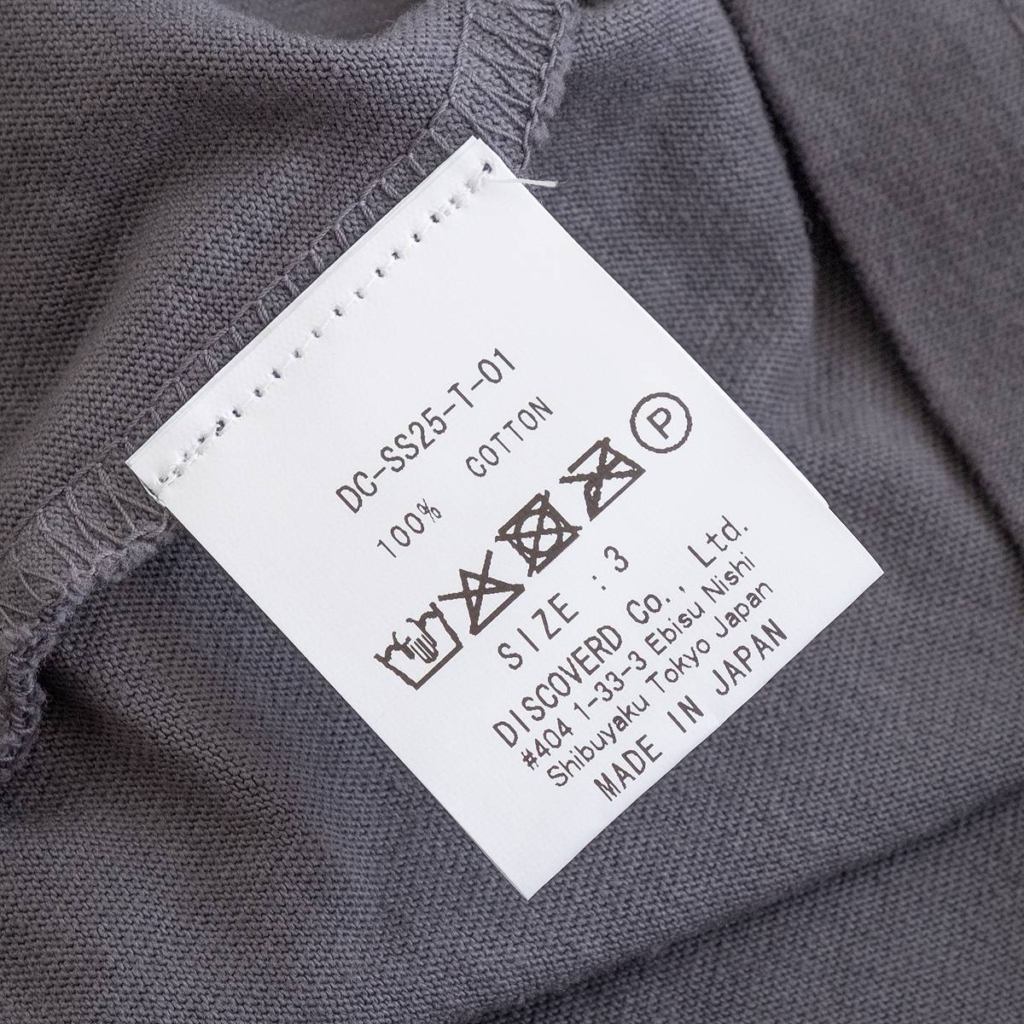 DC-SS25-T-01
100% COTTON
P
SIZE : 3
DISCOVERD Co., Ltd.
#404 1-33-3 Ebisu Nishi
Shibuyaku Tokyo Japan
MADE IN JAPAN